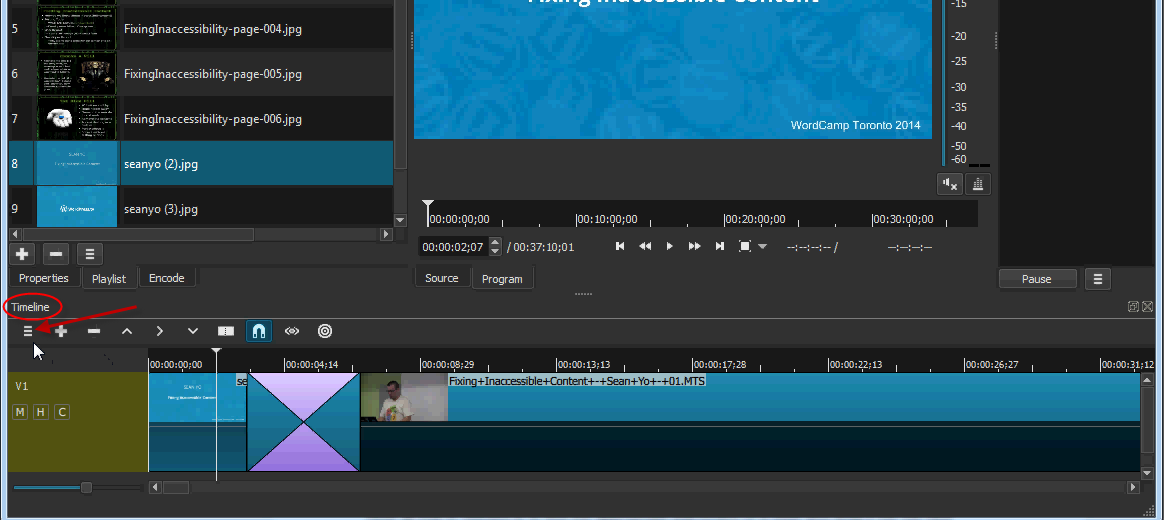 Fixing Inaccessible Content
-15
5 FixingInaccessibility-page-004.jpg
-20
-25
6 FixingInaccessibility-page-005.jpg
-30
-35
7 FixingInaccessibility-page-006.jpg
WordCamp Toronto 2014
-40
-50
-60
8 seanyo (2).jpg
9 seanyo (3).jpg
00:00:00;00 00:10:00;00 00:20:00;00 00:30:00;00
00:00:02;07 / 00:37:10;01 --:--:--:-- / --:--:--:--
Properties Playlist Encode
Source Program
Pause
Timeline
00:00:00;00 00:00:04;14 00:00:08;29 00:00:13;13 00:00:17;28 00:00:22;13 00:00:26;27 00:00:31;12
V1
se
Fixing+Inaccessible+Content+-+Sean+Yo+-+01.MTS
M H C